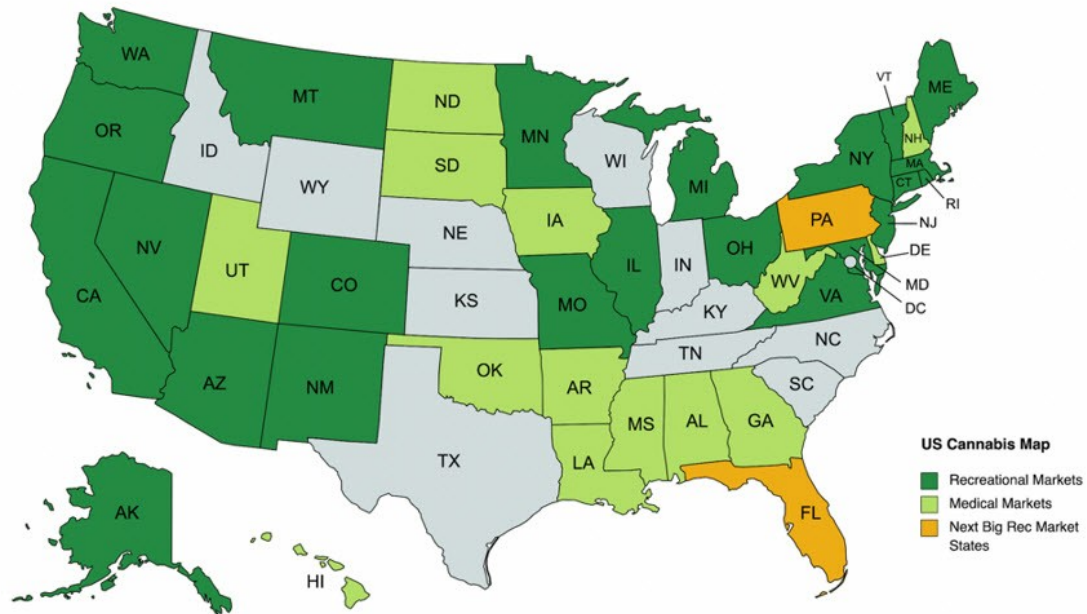 WA
MT
ND
MN
VT
ME
OR
ID
SD
WI
MI
NY
NH
MA
CT
RI
WY
IA
PA
NJ
NE
NV
UT
CO
IL
IN
OH
DE
CA
KS
MO
WV
VA
MD
DC
KY
NC
TN
AZ
NM
OK
AR
SC
MS
AL
GA
TX
LA
FL
AK
HI
US Cannabis Map
Recreational Markets
Medical Markets
Next Big Rec Market
States